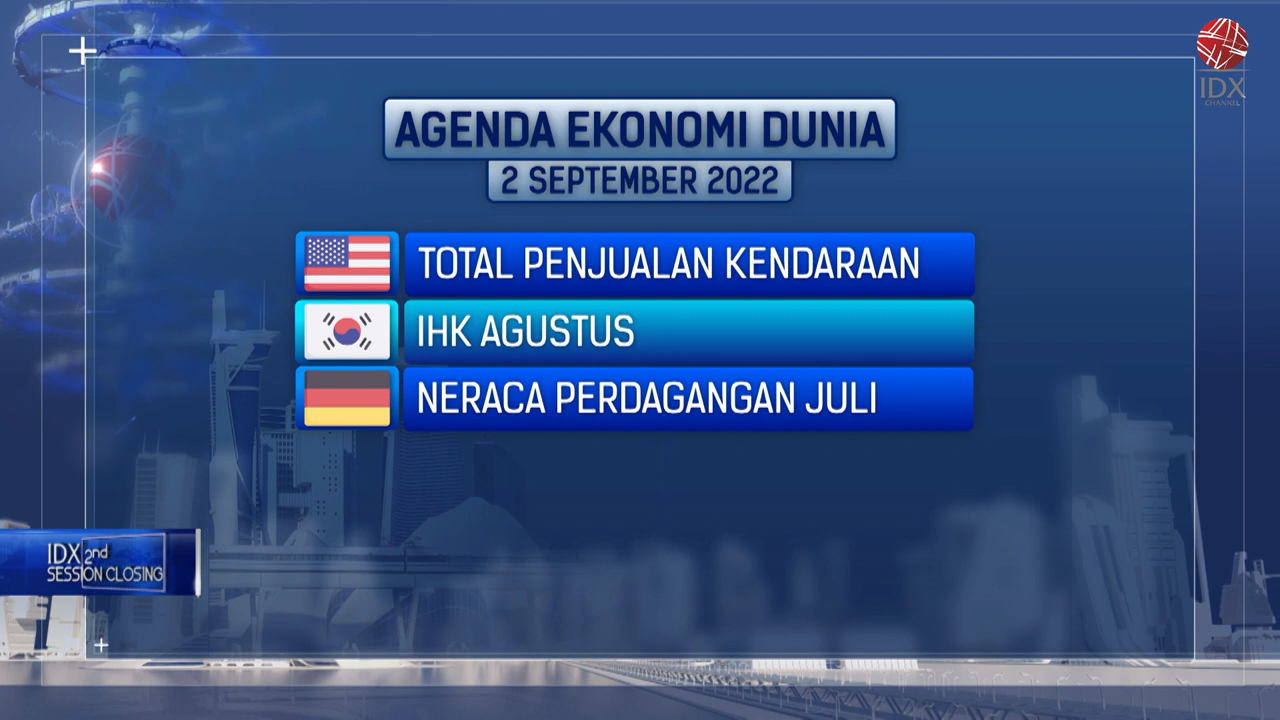 IDX
CHANNEL
AGENDA EKONOMI DUNIA
2 SEPTEMBER 2022
TOTAL PENJUALAN KENDARAAN
IHK AGUSTUS
NERACA PERDAGANGAN JULI
IDX 2nd
SESSION CLOSING